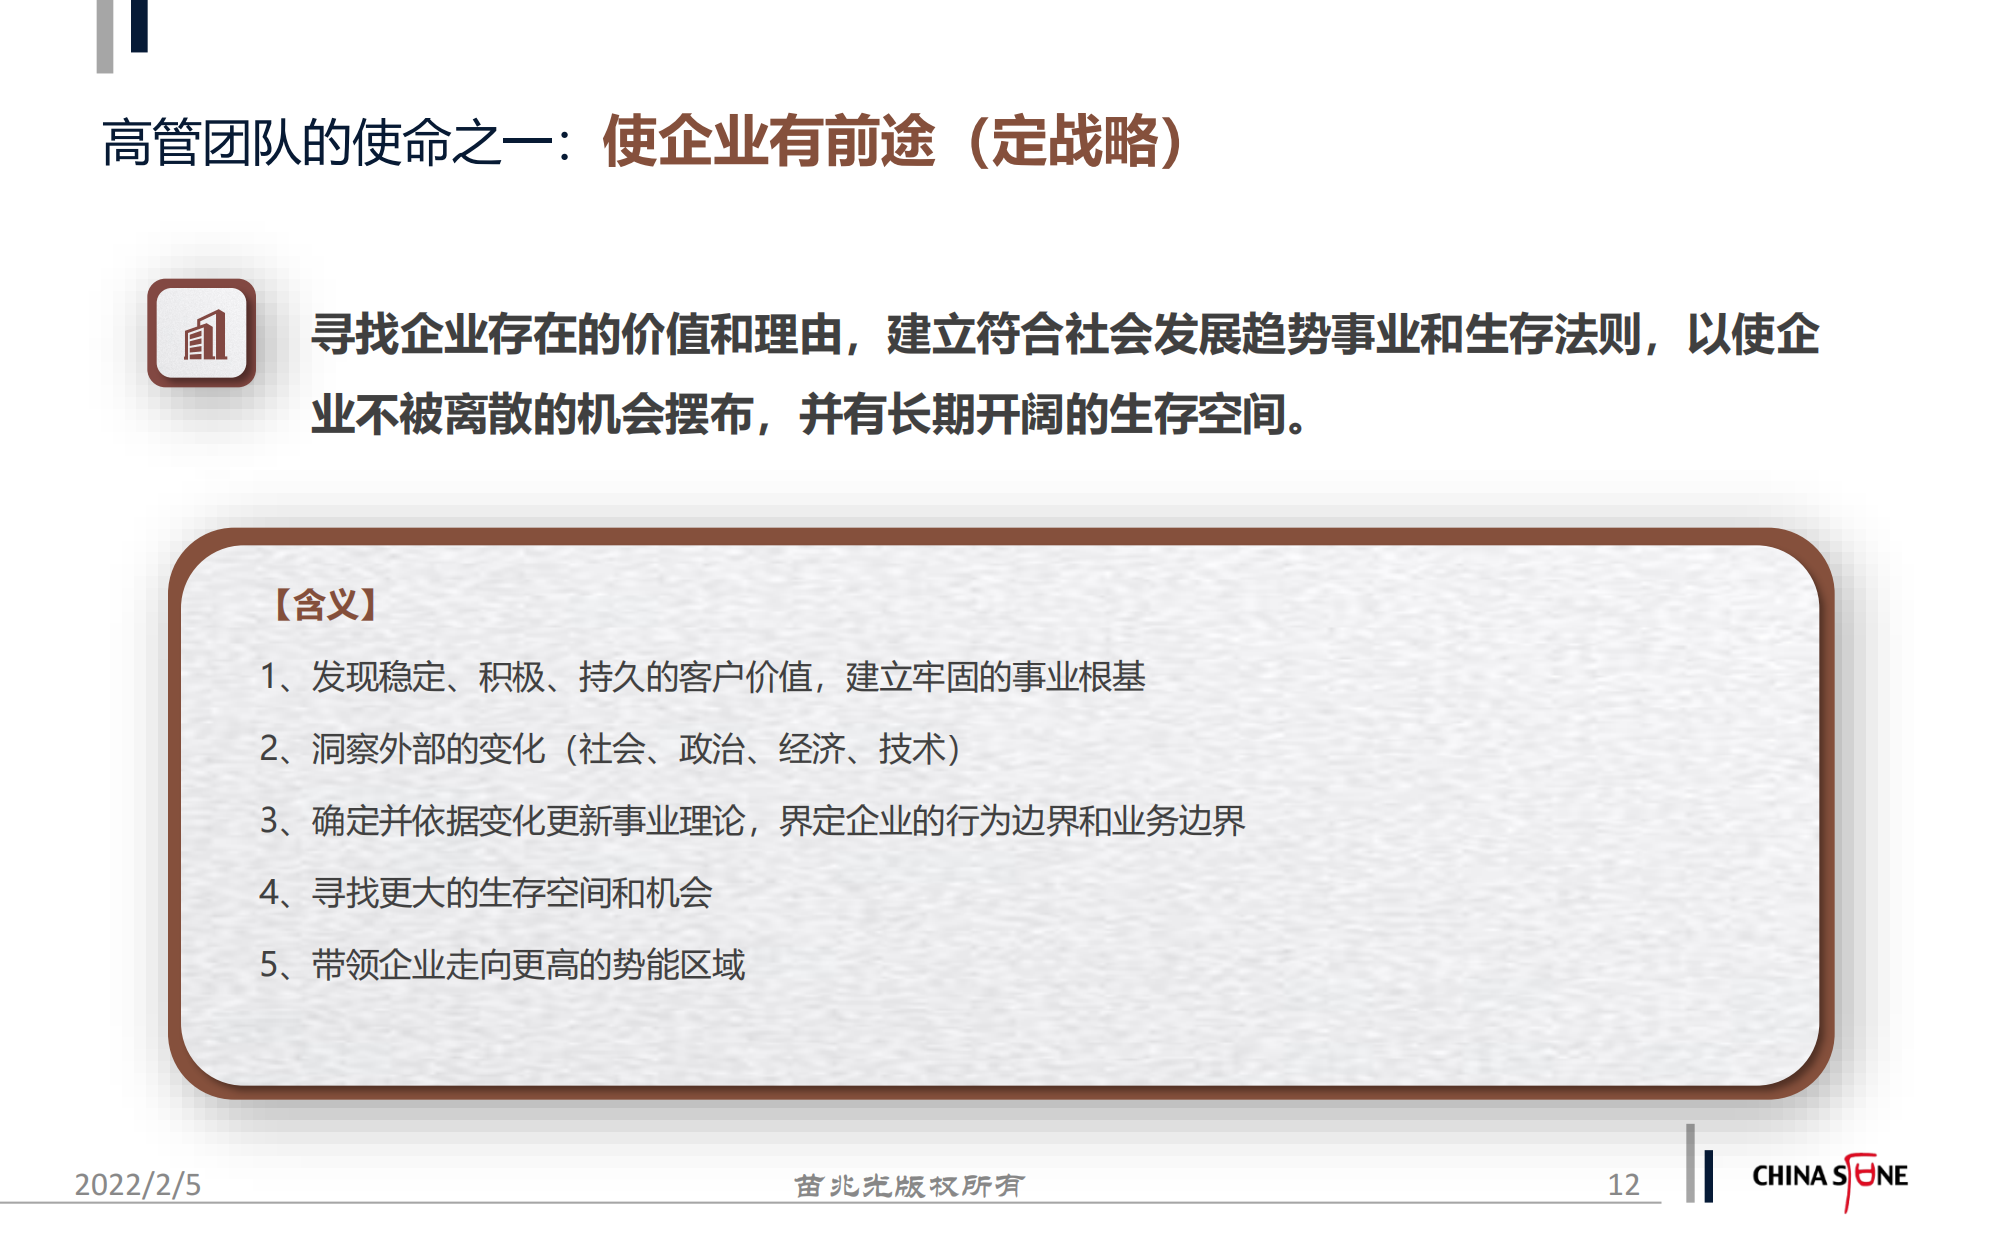 高管团队的使命之一：使企业有前途（定战略）
寻找企业存在的价值和理由，建立符合社会发展趋势事业和生存法则，以使企
业不被离散的机会摆布，并有长期开阔的生存空间。
【含义】
1、发现稳定、积极、持久的客户价值，建立牢固的事业根基
2、洞察外部的变化（社会、政治、经济、技术）
3、确定并依据变化更新事业理论，界定企业的行为边界和业务边界
4、寻找更大的生存空间和机会
5、带领企业走向更高的势能区域
2022/2/5
苗兆光版权所有
12
CHINA STONE